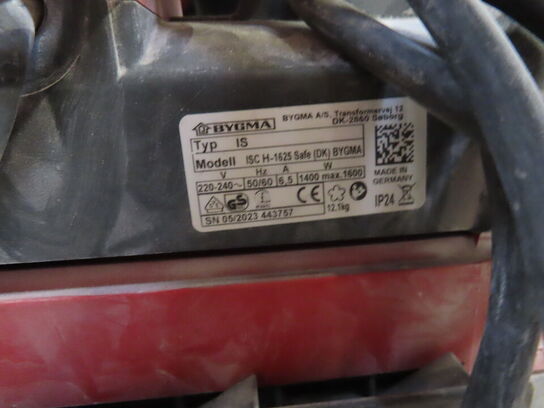 BYGMA
BYGMA A/S. Transformervej 12
DK-2860 Søborg
Typ IS
Modell ISC H-1625 Safe (DK) BYGMA
V Hz A W
220-240~ 50/60 6,5 1400 max.1600
MADE IN
GERMANY
GS
CE
12.1kg
IP24
SN 05/2023 443757